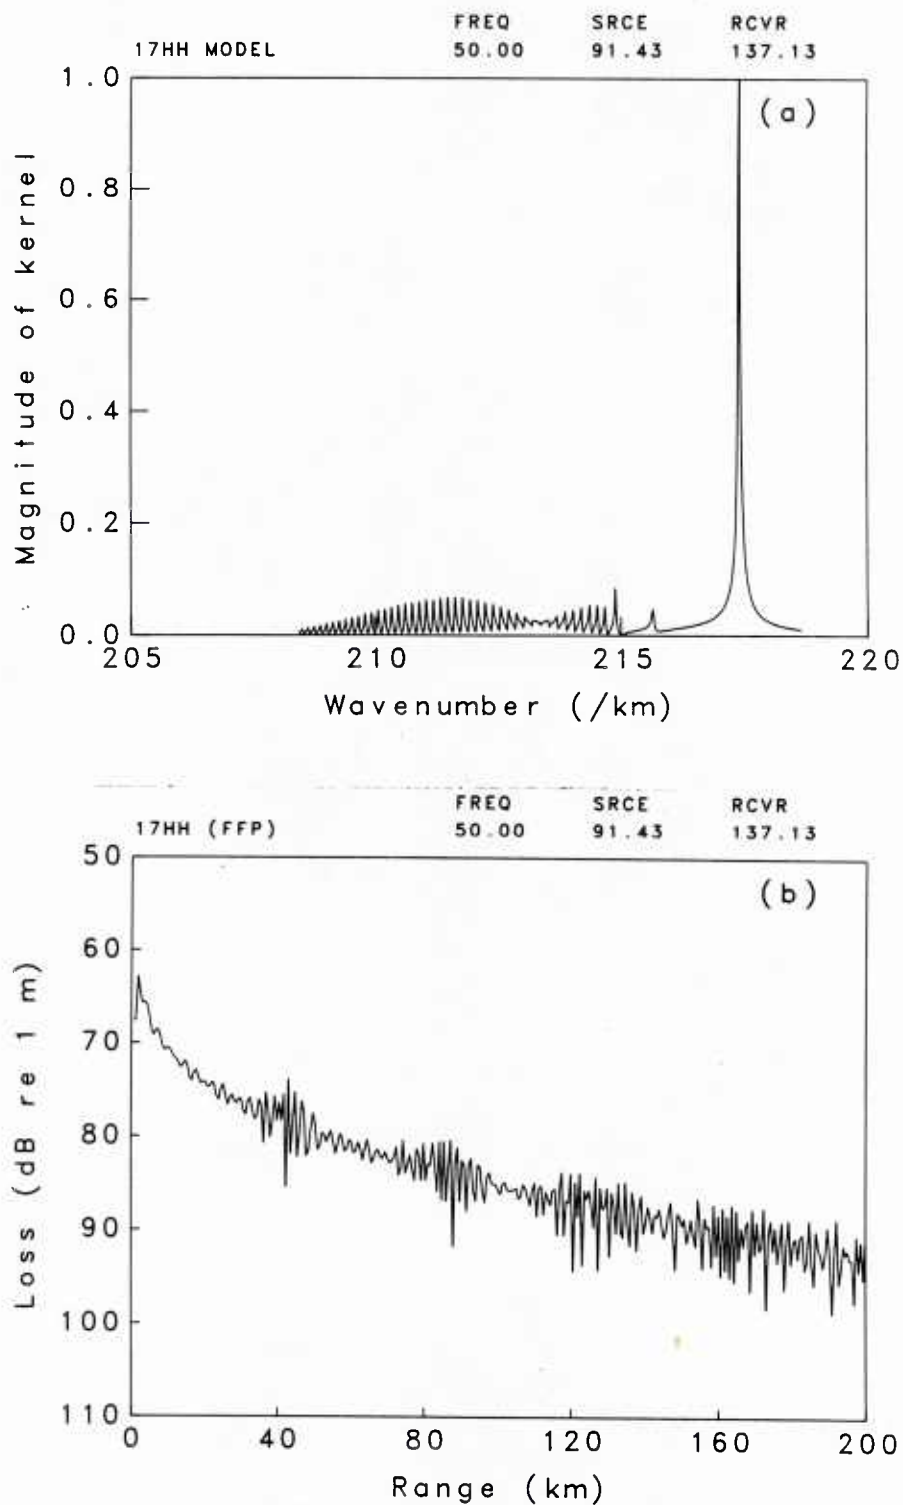 FREQ SRCE RCVR
17HH MODEL 50.00 91.43 137.13
1.0
(a)
0.8
0.6
0.4
0.2
0.0
Magnitude of kernel
205 210 215 220
Wavenumber (/km)
FREQ SRCE RCVR
17HH (FFP) 50.00 91.43 137.13
50
(b)
60
70
80
90
100
110
Loss (dB re 1 m)
0 40 80 120 160 200
Range (km)